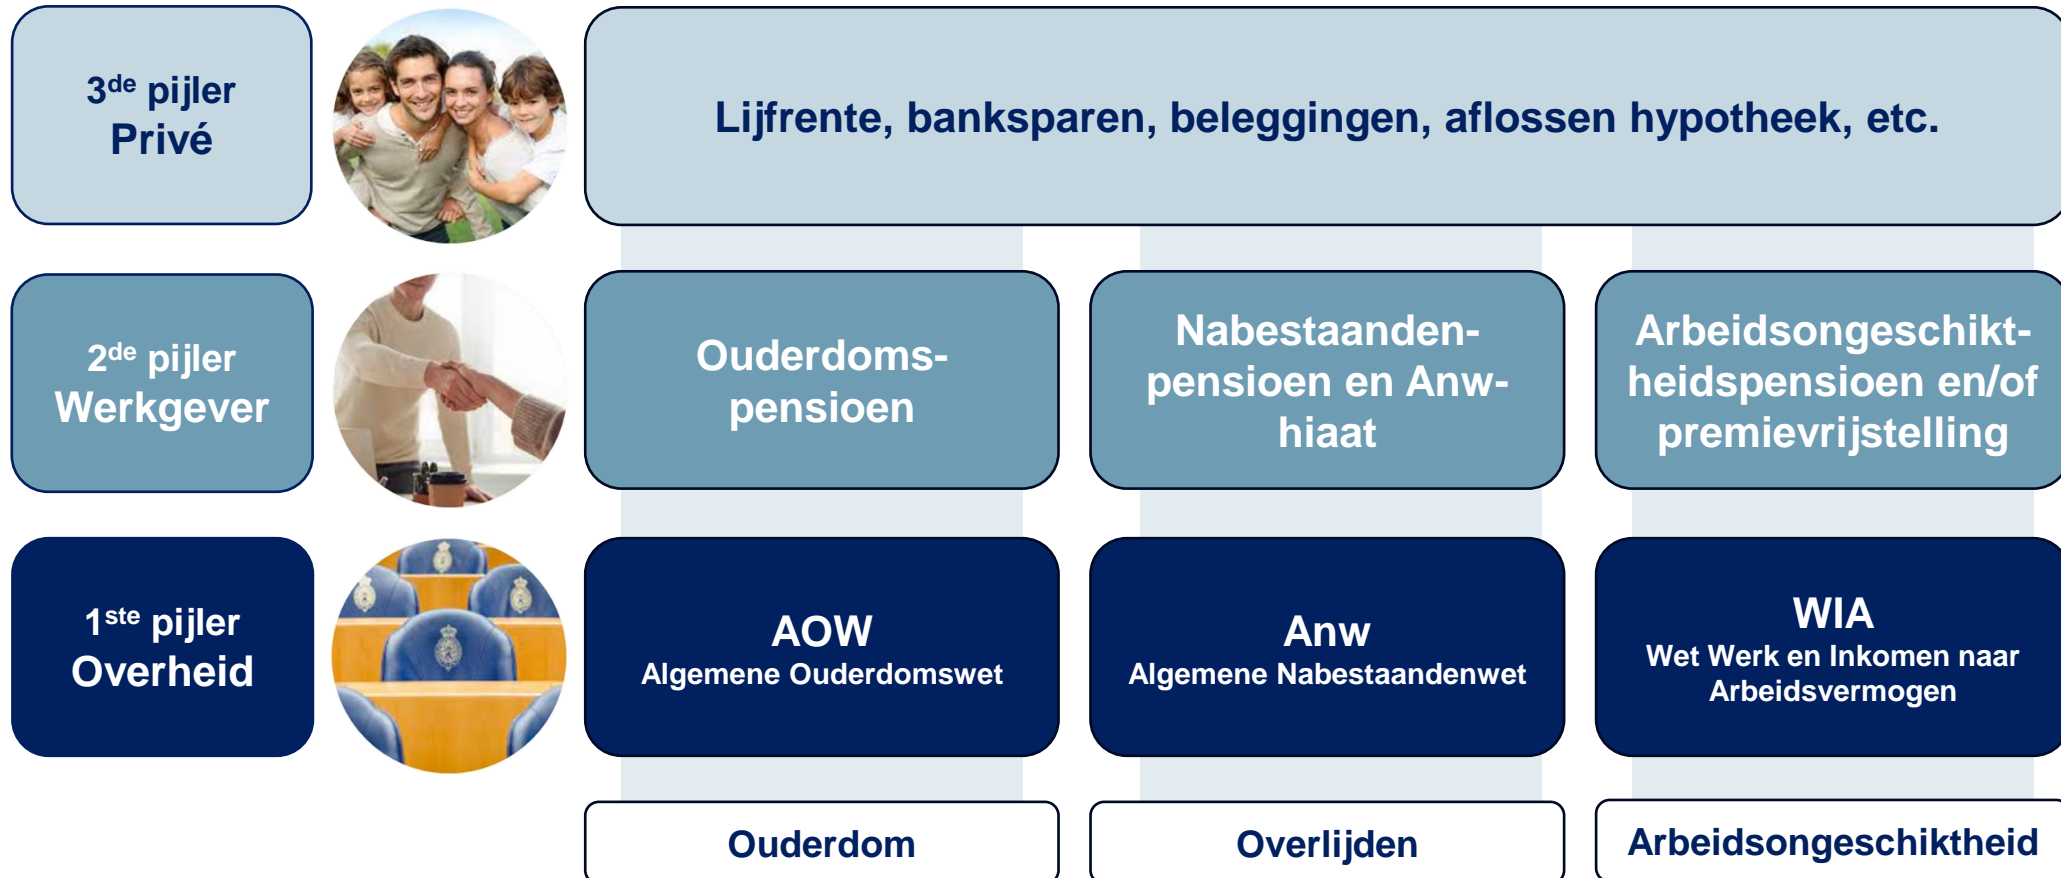 3de pijler
Privé
Lijfrente, banksparen, beleggingen, aflossen hypotheek, etc.
2de pijler
Werkgever
Ouderdoms-
pensioen
Nabestaanden-
pensioen en Anw-
hiaat
Arbeidsongeschikt-
heidspensioen en/of
premievrijstelling
1ste pijler
Overheid
AOW
Algemene Ouderdomswet
Anw
Algemene Nabestaandenwet
WIA
Wet Werk en Inkomen naar
Arbeidsvermogen
Ouderdom
Overlijden
Arbeidsongeschiktheid